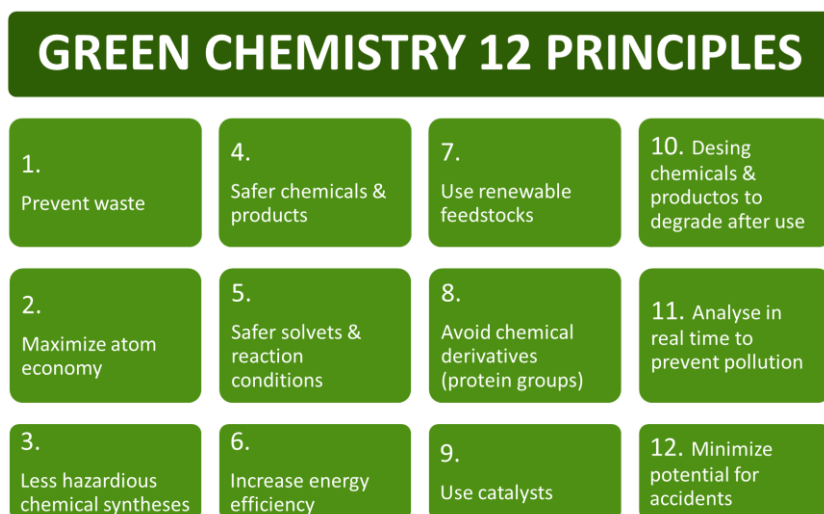 GREEN CHEMISTRY 12 PRINCIPLES
1.
Prevent waste
2.
Maximize atom
economy
3.
Less hazardious
chemical syntheses
4.
Safer chemicals &
products
5.
Safer solvets &
reaction
conditions
6.
Increase energy
efficiency
7.
Use renewable
feedstocks
8.
Avoid chemical
derivatives
(protein groups)
9.
Use catalysts
10. Desing
chemicals &
productos to
degrade after use
11. Analyse in
real time to
prevent pollution
12. Minimize
potential for
accidents